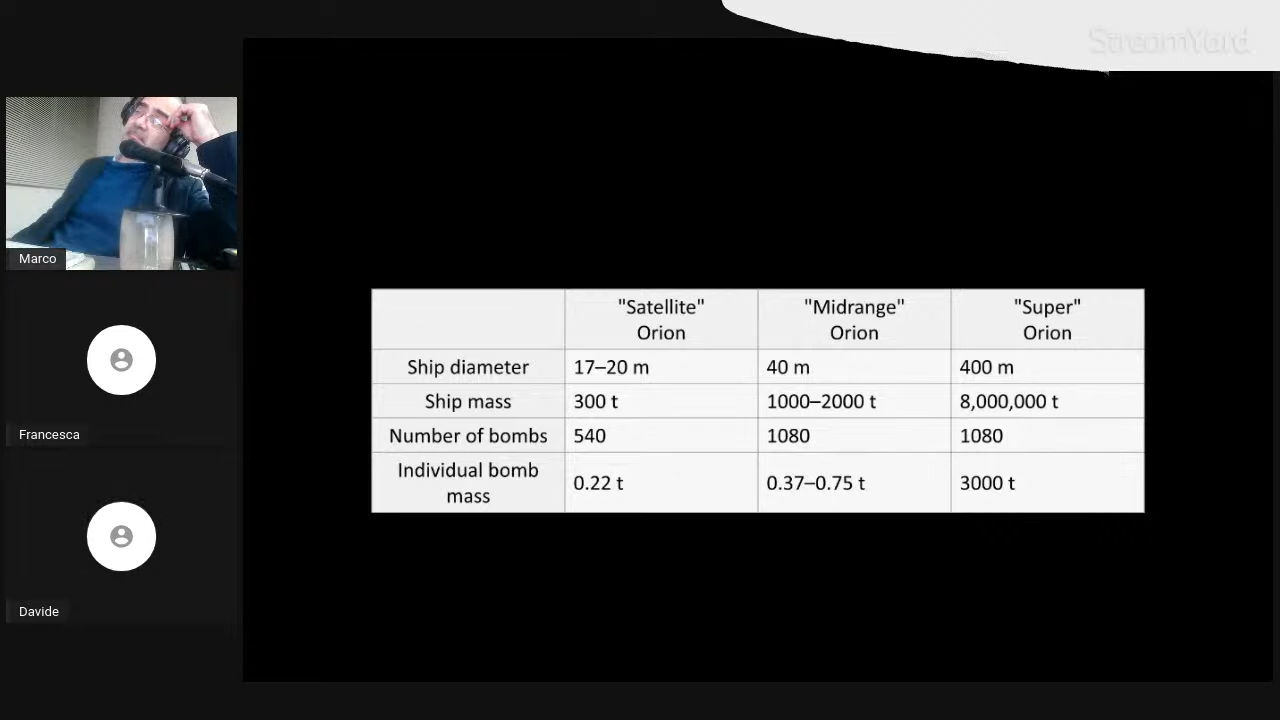 StreamYard
Marco
Francesca
Davide
"Satellite" Orion
"Midrange" Orion
"Super" Orion
Ship diameter
17–20 m
40 m
400 m
Ship mass
300 t
1000–2000 t
8,000,000 t
Number of bombs
540
1080
1080
Individual bomb mass
0.22 t
0.37–0.75 t
3000 t